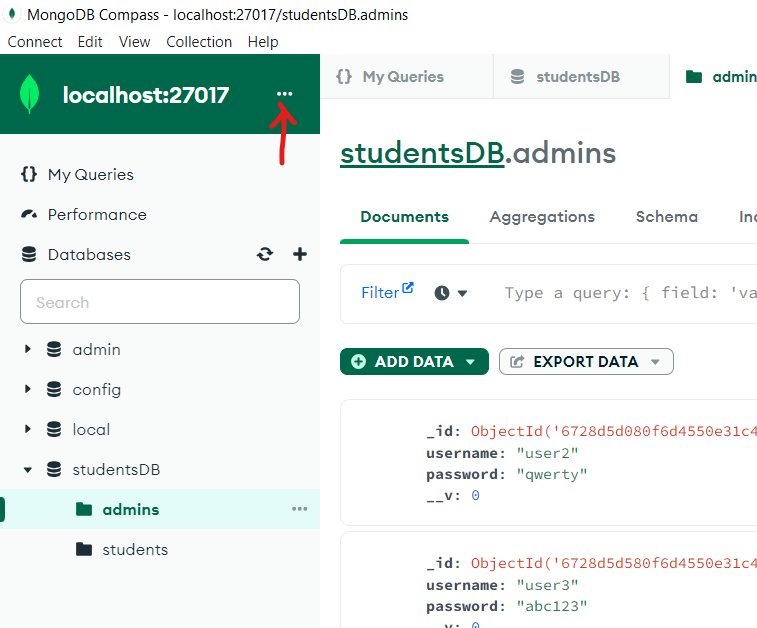 MongoDB Compass - localhost:27017/studentsDB.admins
Connect Edit View Collection Help
localhost:27017 ...
{} My Queries
studentsDB
admin
My Queries
Performance
Databases
Search
admin
config
local
studentsDB
admins
students
studentsDB.admins
Documents Aggregations Schema
Filter
Type a query: { field: 'va
ADD DATA
EXPORT DATA
_id: ObjectId('6728d5d080f6d4550e31c4
username: "user2"
password: "qwerty"
__v: 0
_id: ObjectId('6728d5d580f6d4550e31c4
username: "user3"
password: "abc123"